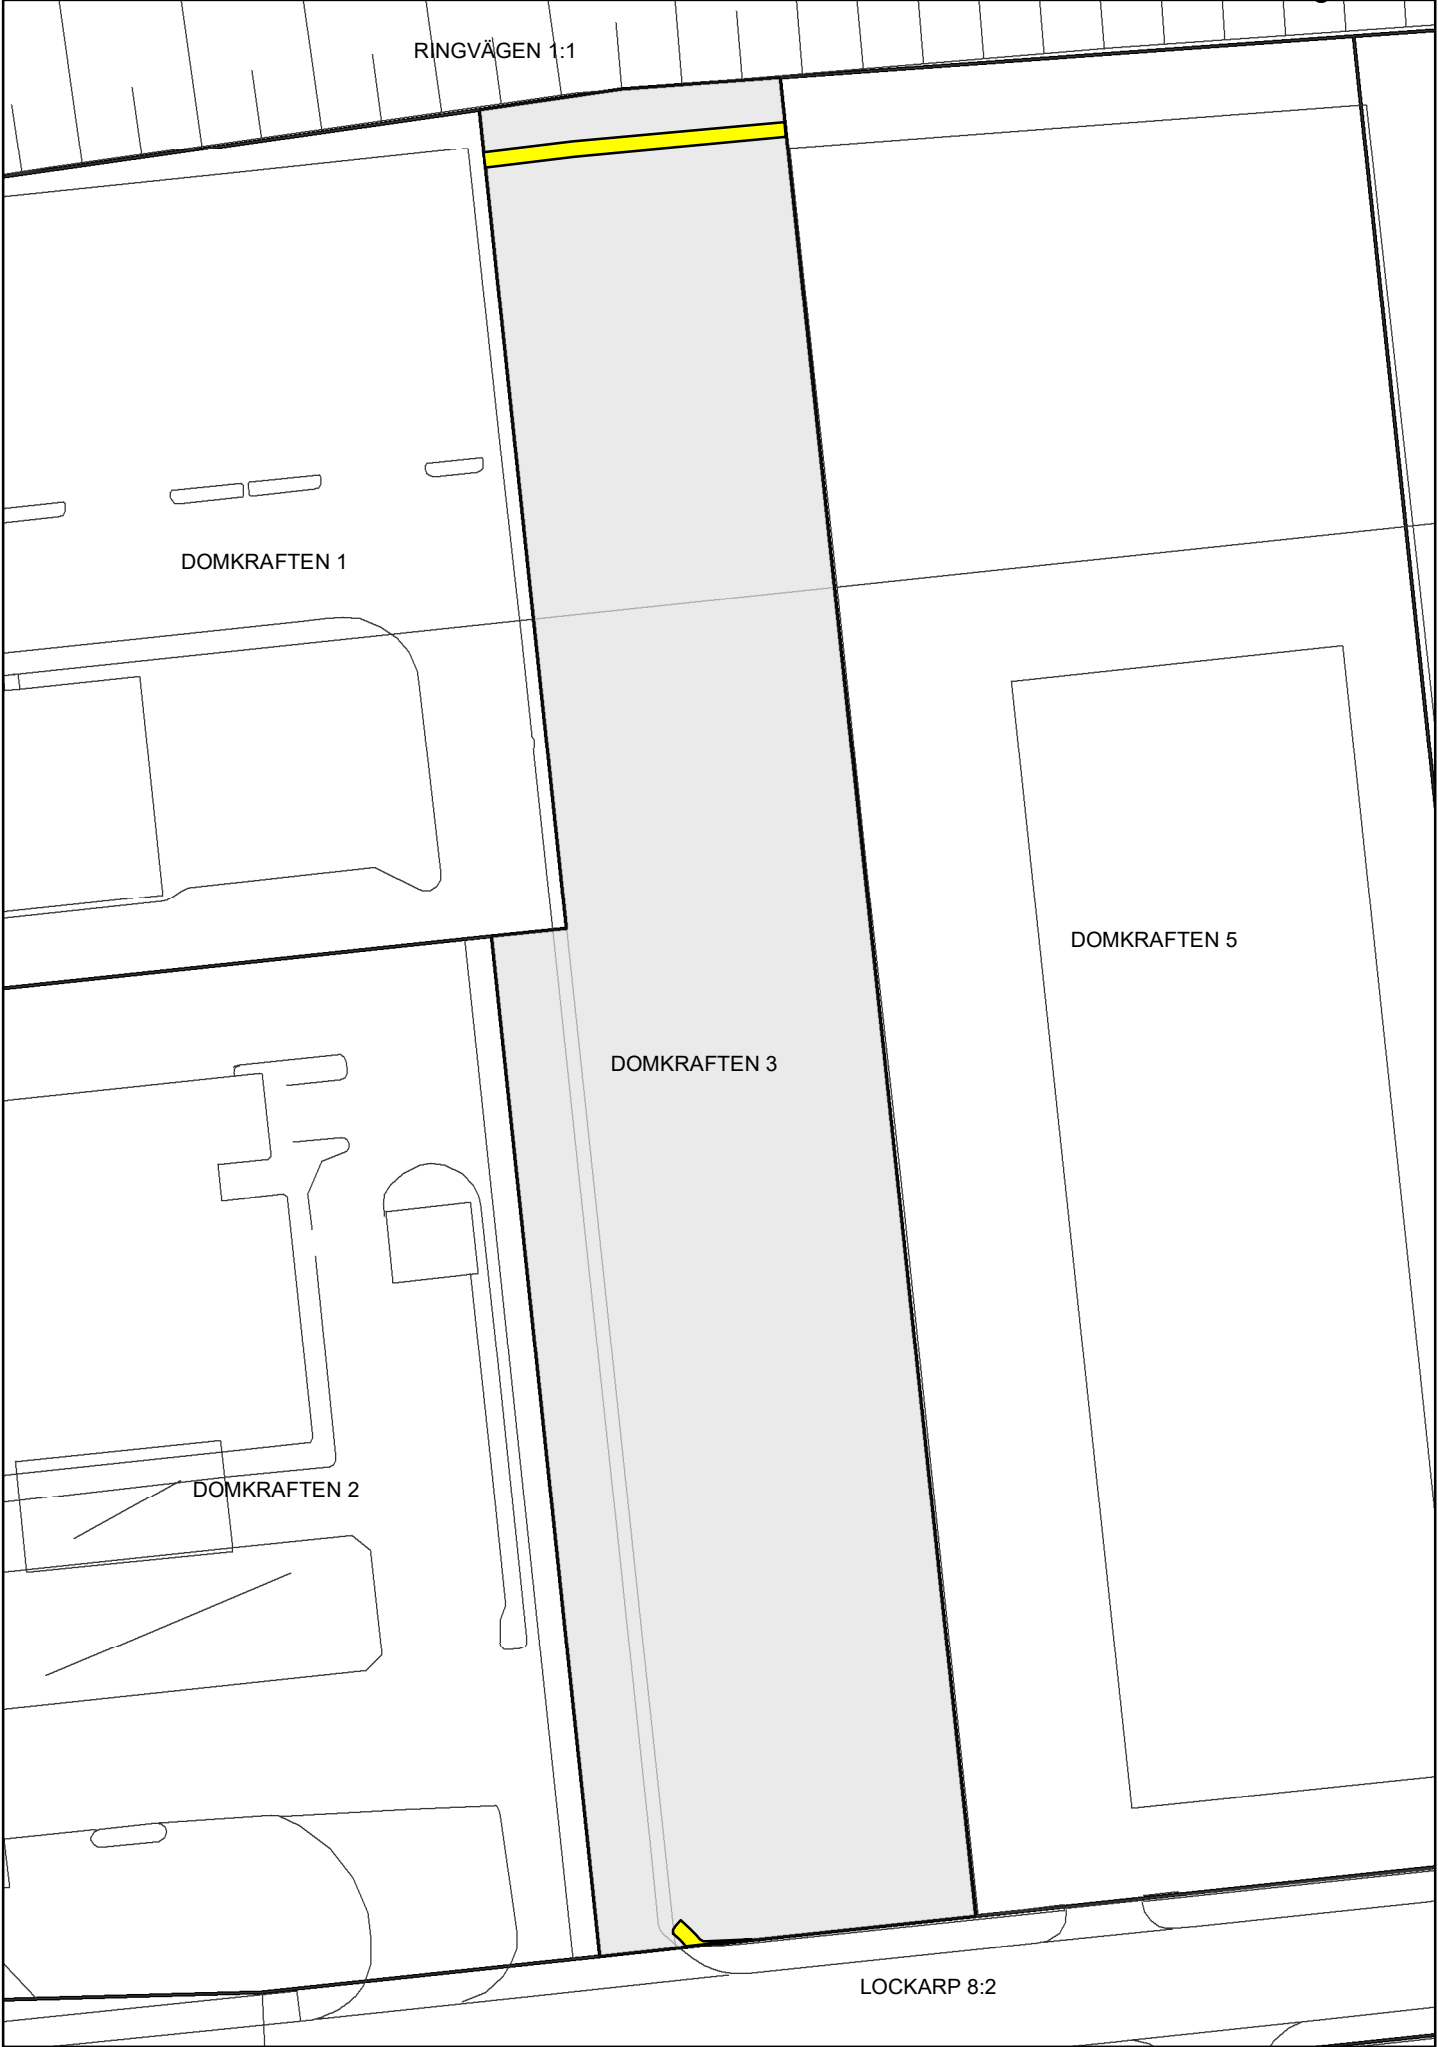 RINGVÄGEN 1:1
DOMKRAFTEN 1
DOMKRAFTEN 5
DOMKRAFTEN 3
DOMKRAFTEN 2
LOCKARP 8:2